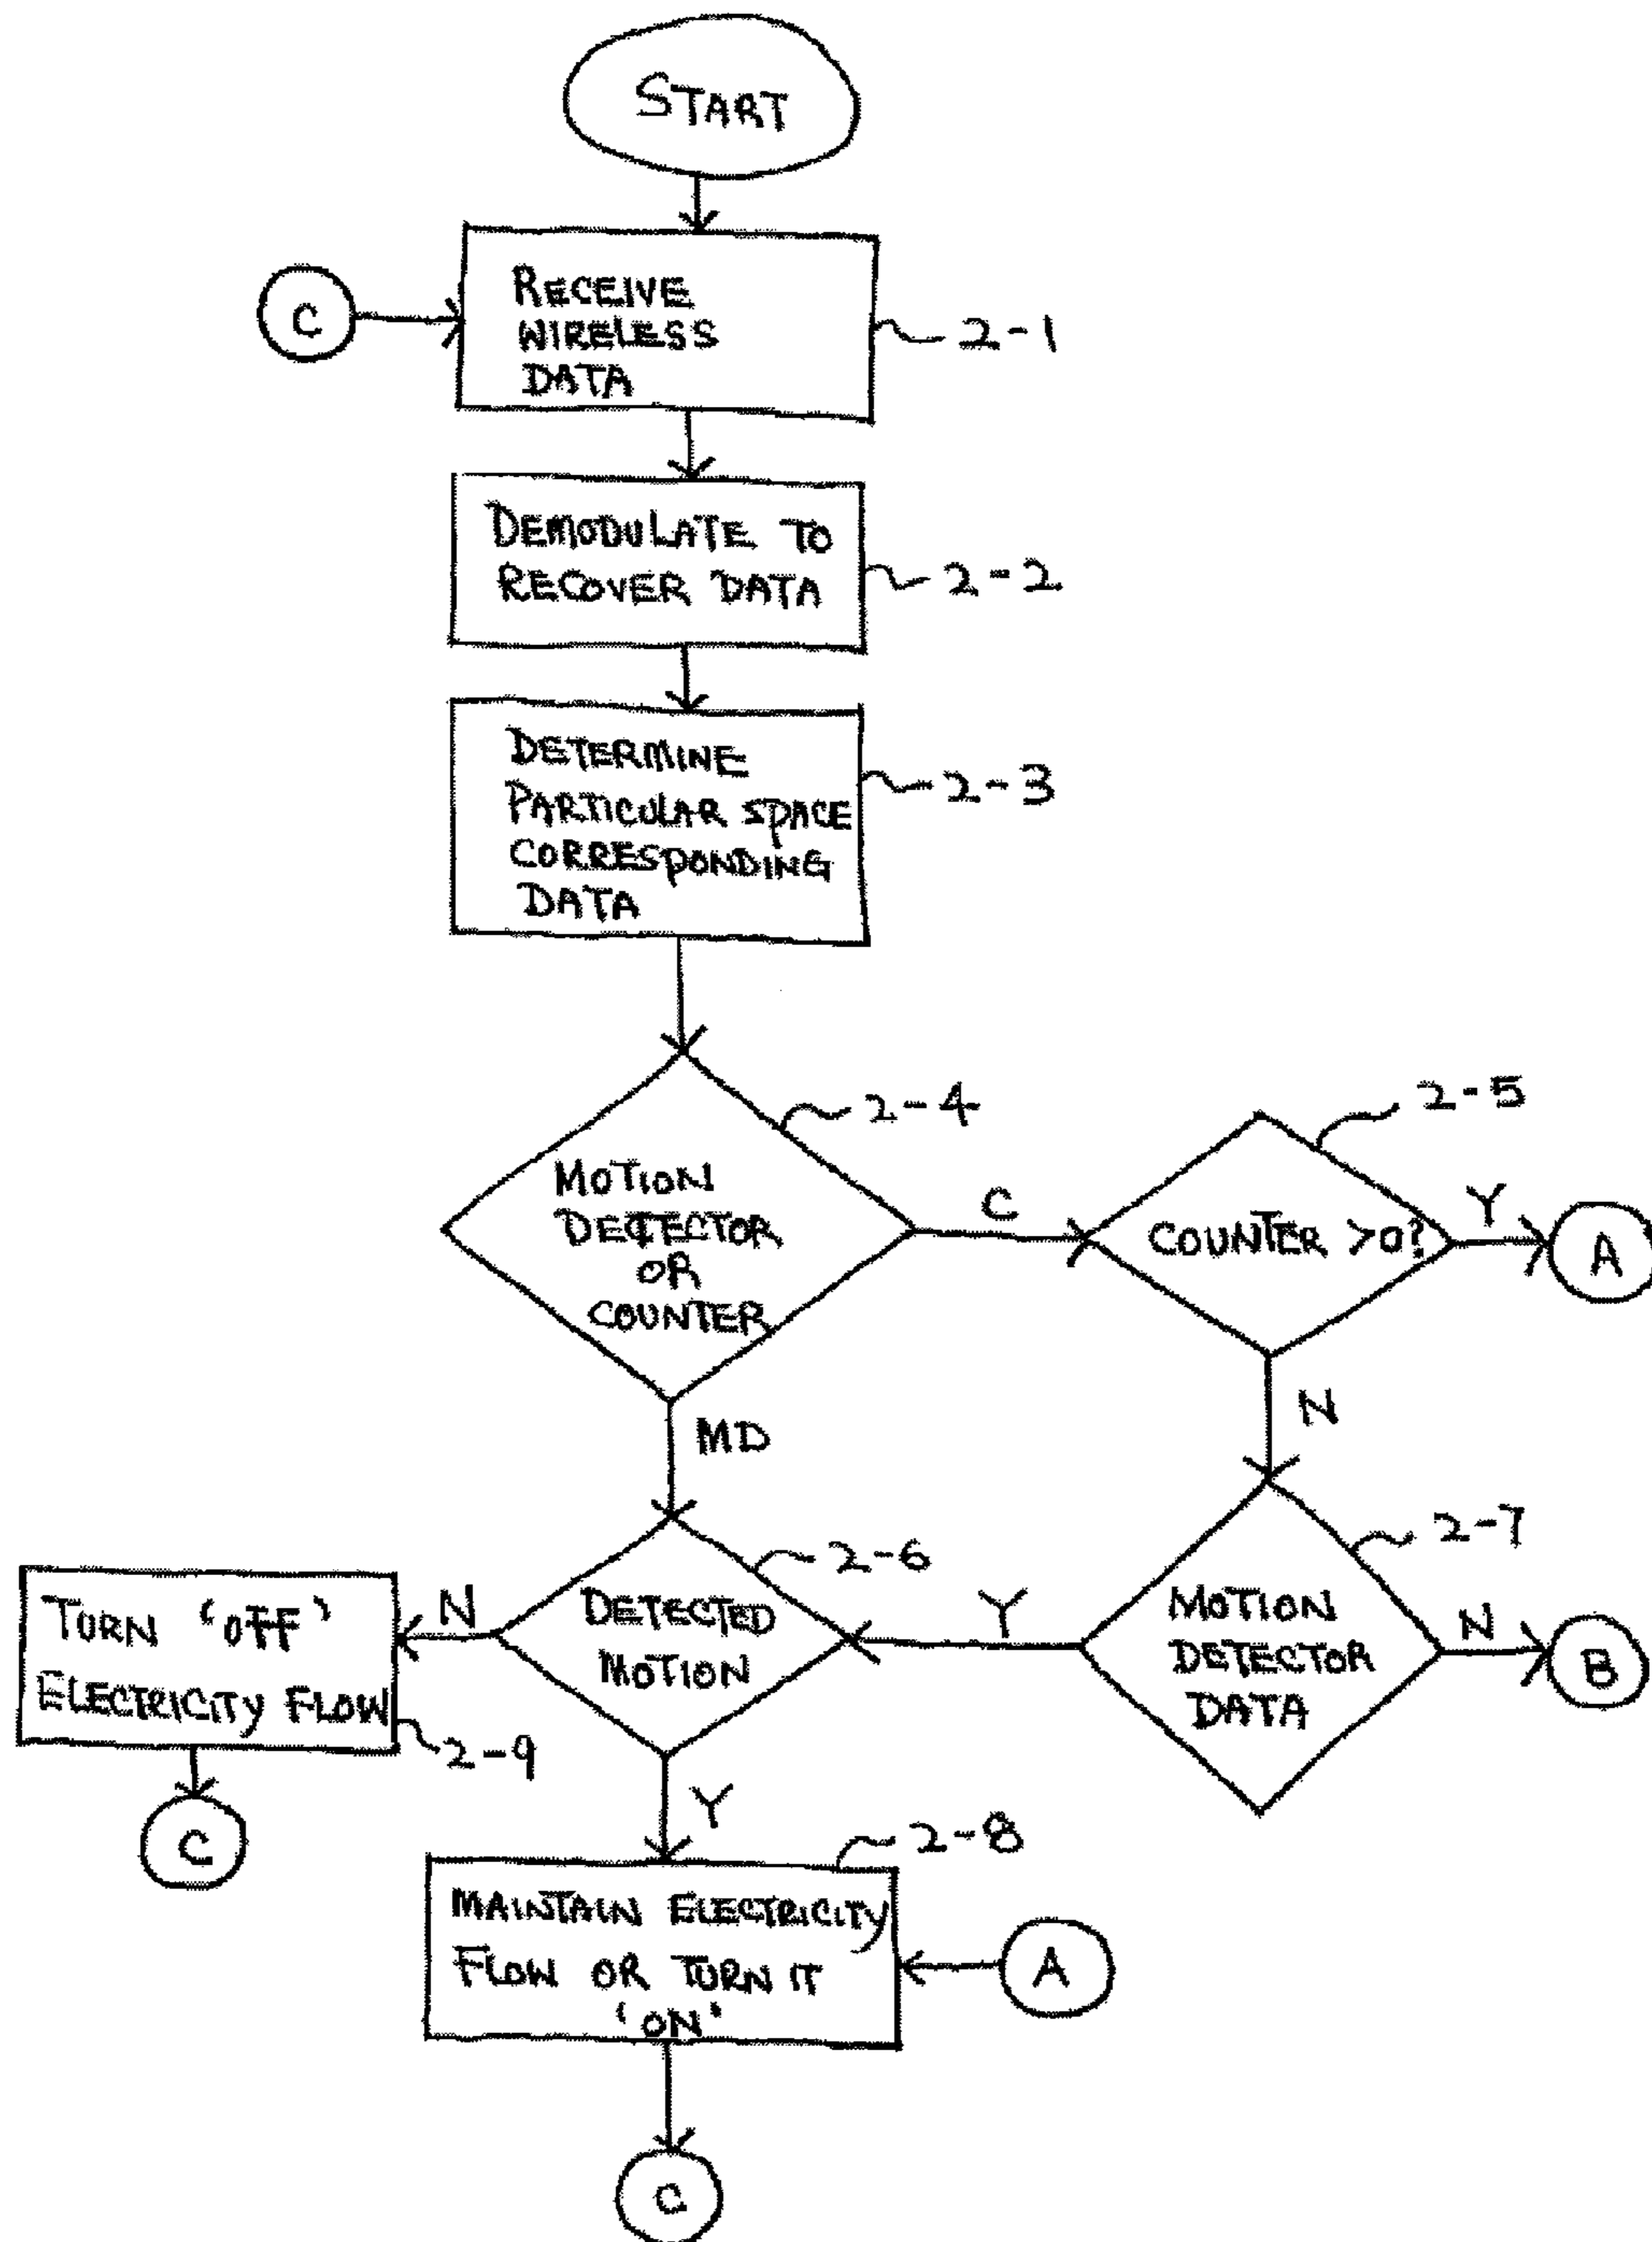 START
C
RECEIVE
WIRELESS
DATA
2-1
DEMODULATE TO
RECOVER DATA
2-2
DETERMINE
PARTICULAR SPACE
CORRESPONDING
DATA
2-3
MOTION
DETECTOR
OR
COUNTER
2-4
C
COUNTER >0?
2-5
Y
A
MD
N
DETECTED
MOTION
2-6
Y
MOTION
DETECTOR
DATA
2-7
N
B
N
TURN 'OFF'
ELECTRICITY FLOW
2-9
C
Y
MAINTAIN ELECTRICITY
FLOW OR TURN IT
'ON'
2-8
A
C